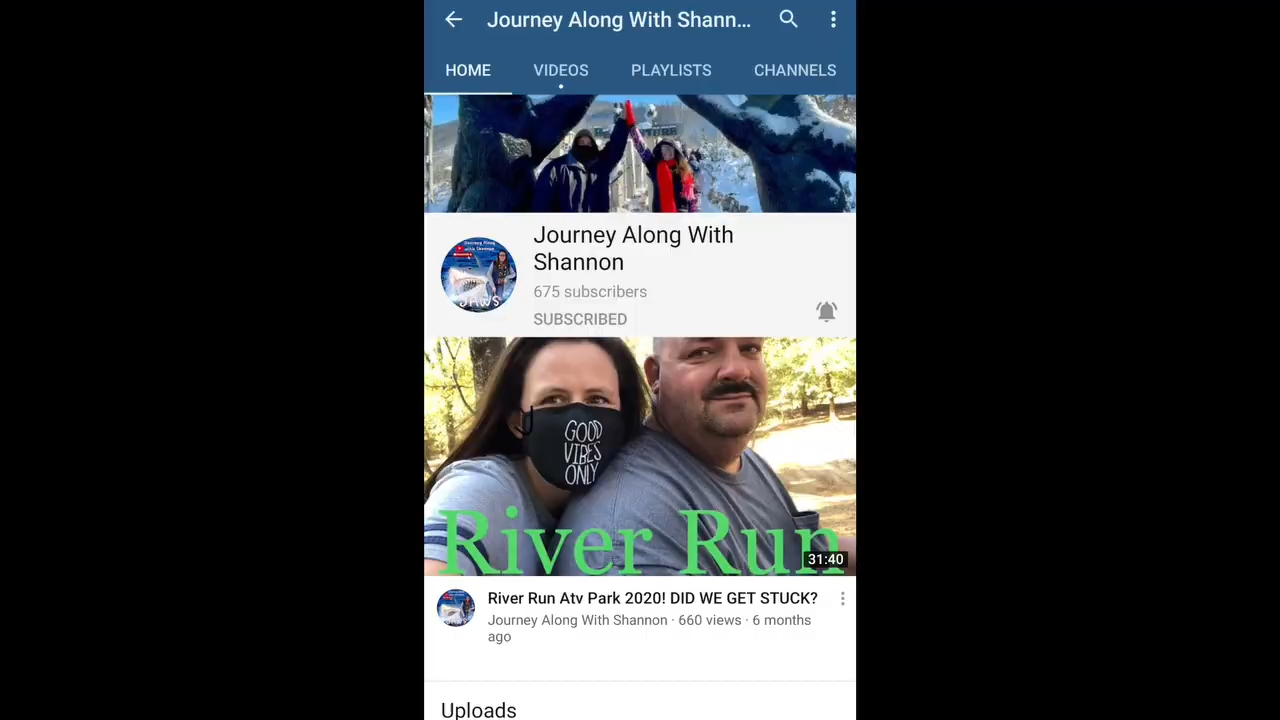 Journey Along With Shann...
HOME VIDEOS PLAYLISTS CHANNELS
Journey Along With
Shannon
675 subscribers
SUBSCRIBED
JAWS
GOOD
VIBES
ONLY
River Run
31:40
River Run Atv Park 2020! DID WE GET STUCK?
Journey Along With Shannon · 660 views · 6 months
ago
Uploads